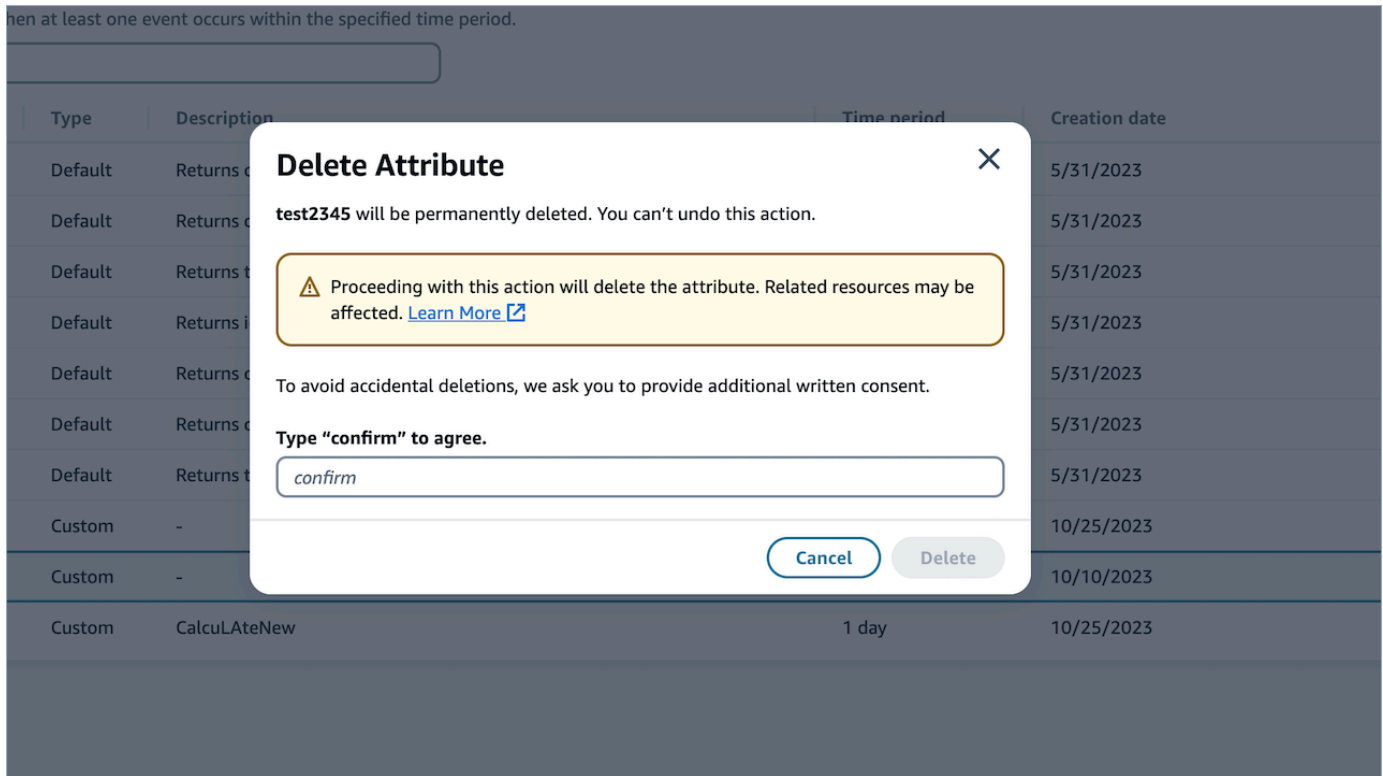 hen at least one event occurs within the specified time period.
Type Description Time period Creation date
Default Returns 5/31/2023
Default Returns 5/31/2023
Default Returns 5/31/2023
Default Returns 5/31/2023
Default Returns 5/31/2023
Default Returns 5/31/2023
Default Returns 5/31/2023
Custom - 10/25/2023
Custom - 10/10/2023
Custom CalcuLAteNew 1 day 10/25/2023
Delete Attribute
test2345 will be permanently deleted. You can’t undo this action.
Proceeding with this action will delete the attribute. Related resources may be
affected. Learn More
To avoid accidental deletions, we ask you to provide additional written consent.
Type “confirm” to agree.
confirm
Cancel Delete